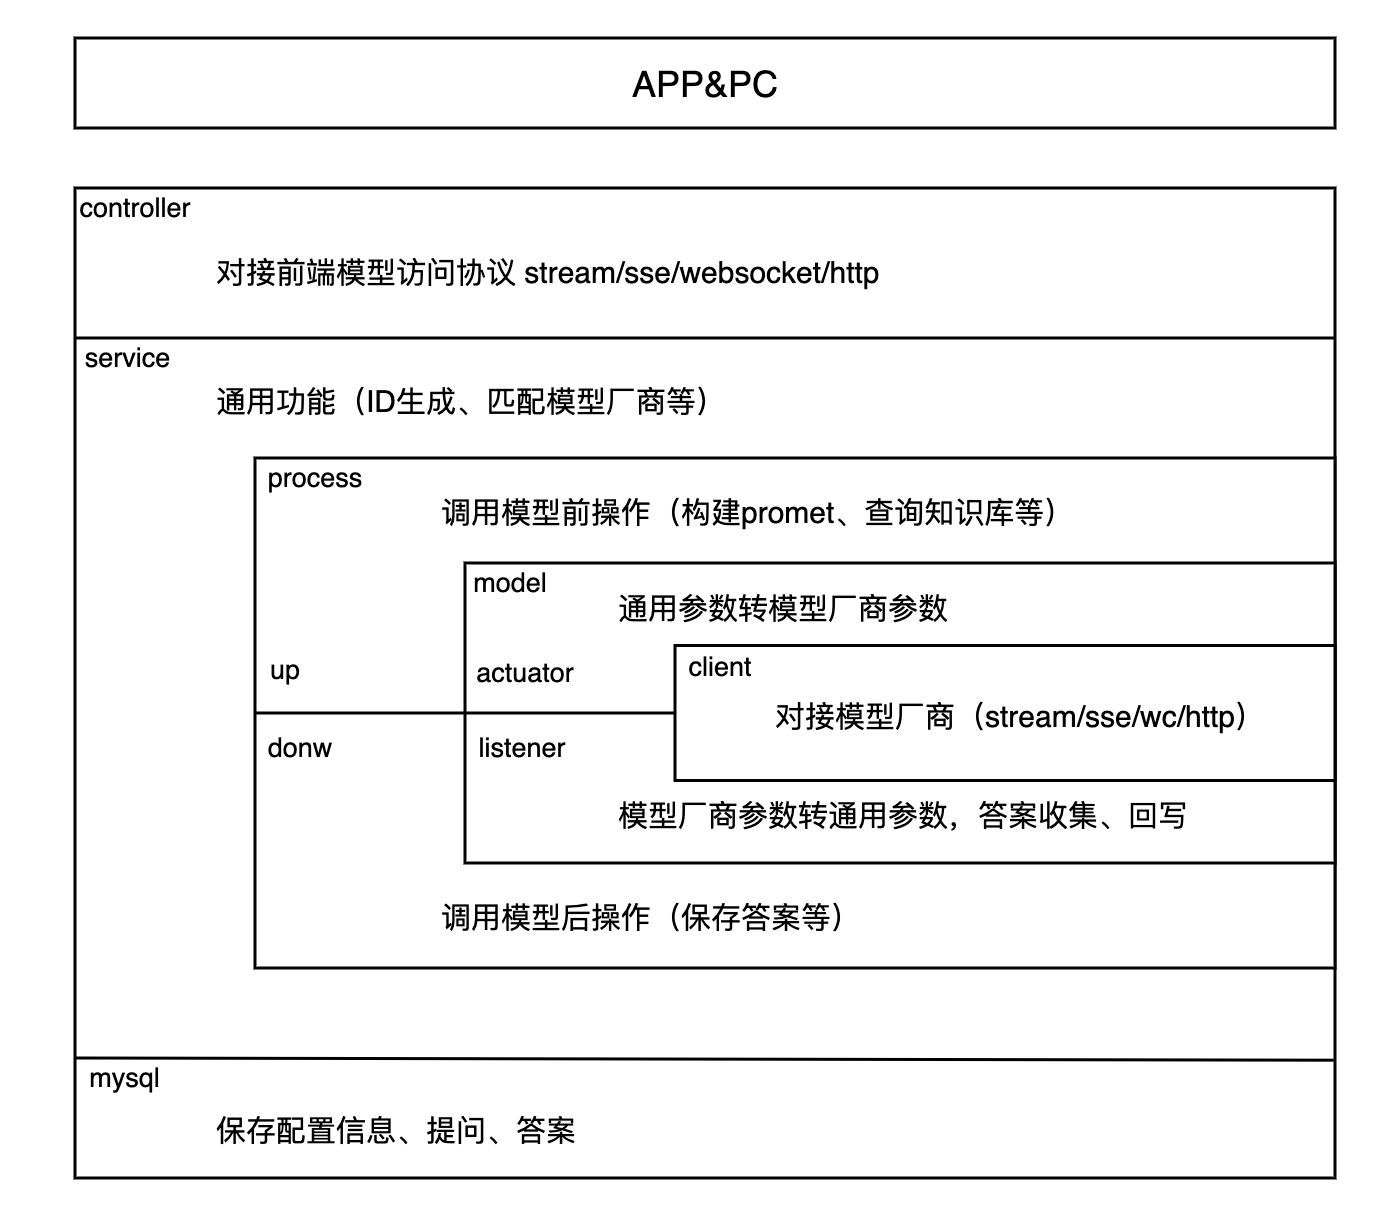 APP&PC
controller
对接前端模型访问协议 stream/sse/websocket/http
service
通用功能（ID生成、匹配模型厂商等）
process
调用模型前操作（构建promet、查询知识库等）
model
通用参数转模型厂商参数
up
actuator
client
对接模型厂商（stream/sse/wc/http）
donw
listener
模型厂商参数转通用参数，答案收集、回写
调用模型后操作（保存答案等）
mysql
保存配置信息、提问、答案